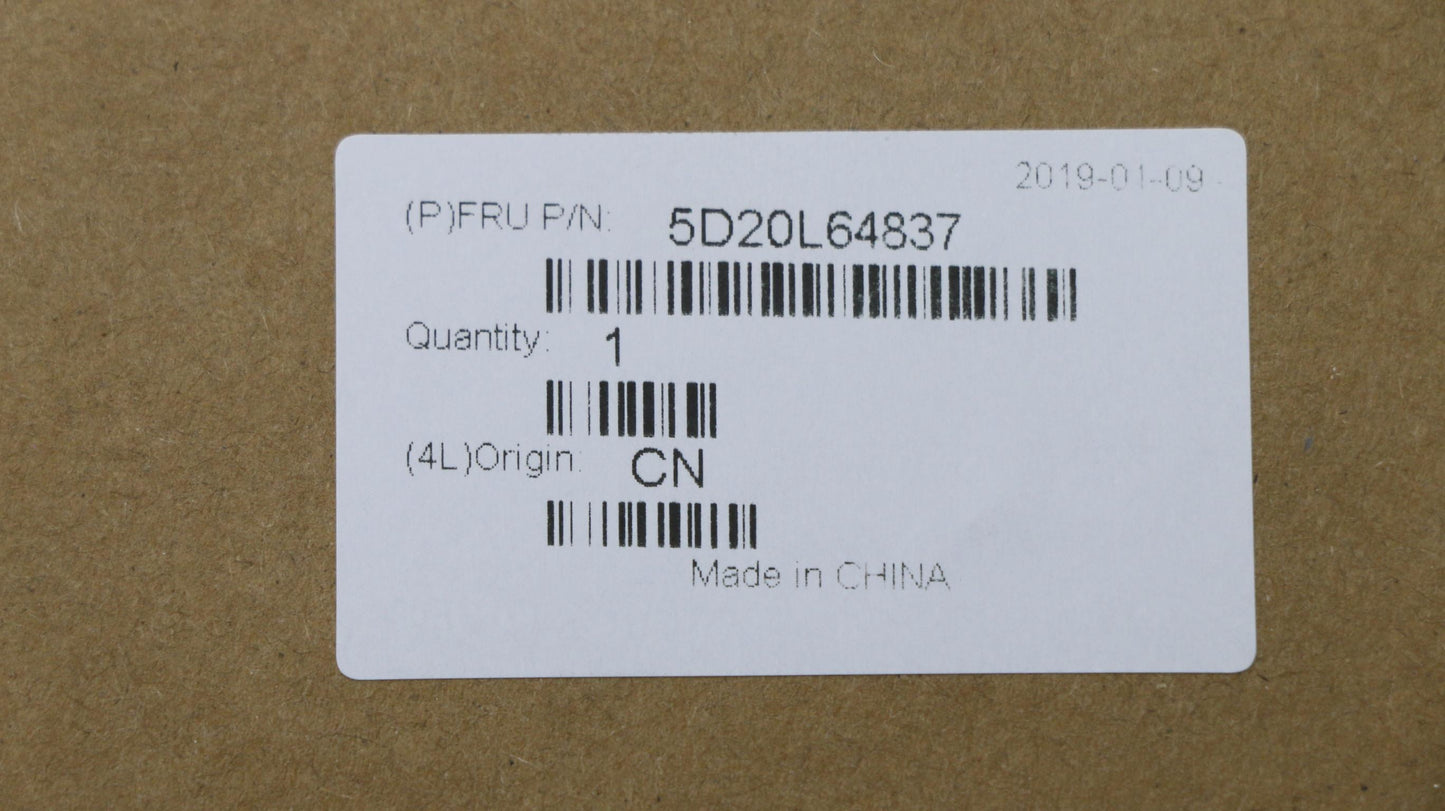 2019-01-09
(P)FRU P/N: 5D20L64837
Quantity: 1
(4L)Origin: CN
Made in CHINA